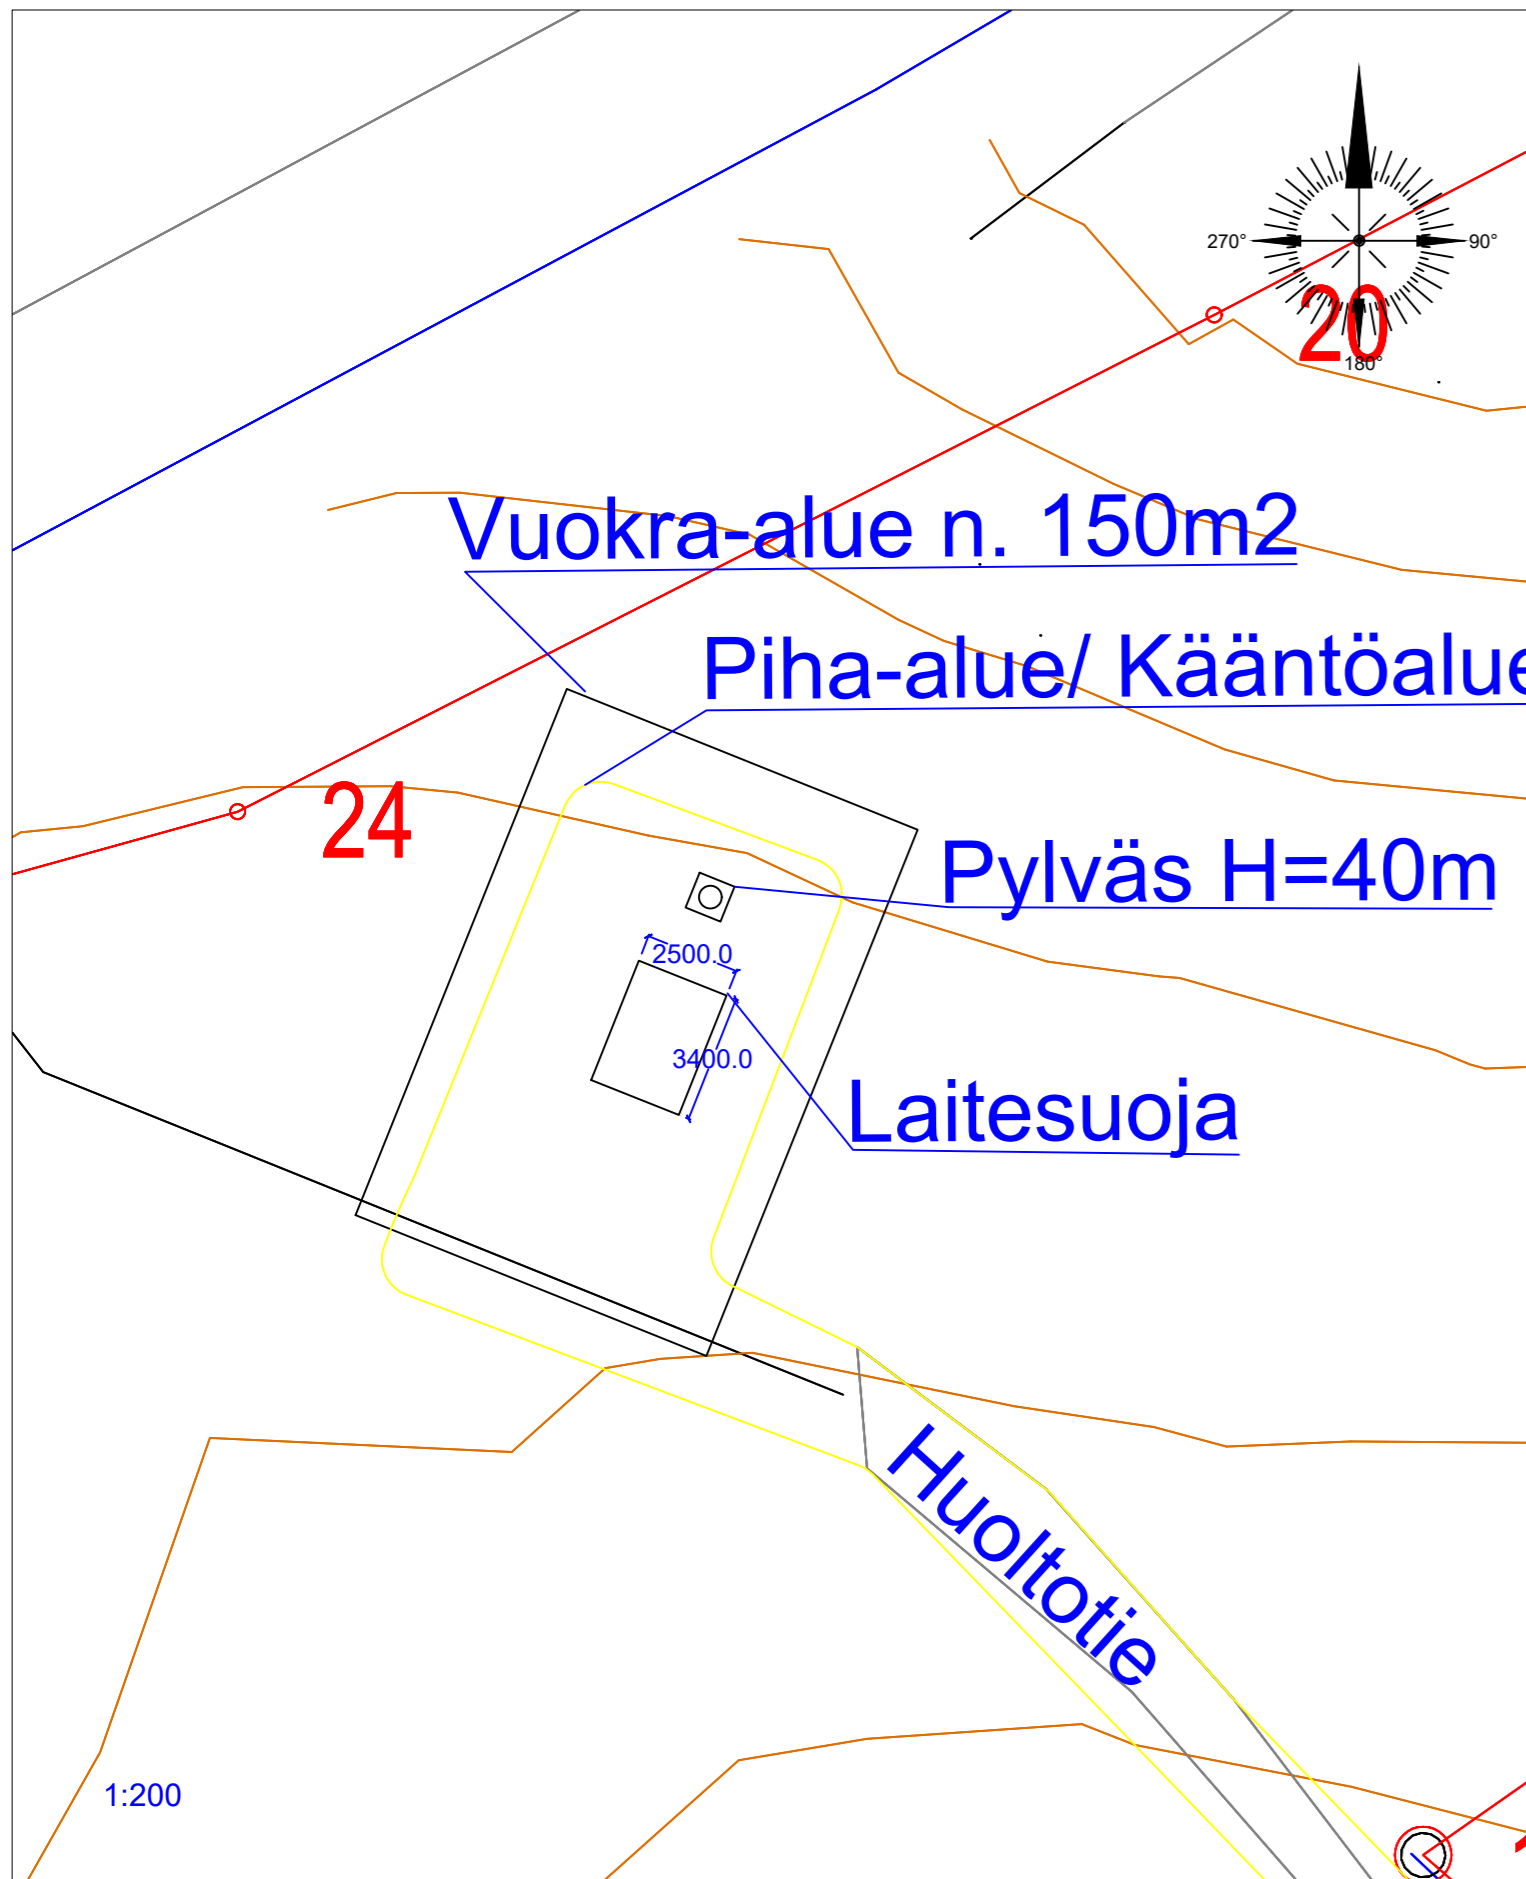 270°
90°
20
180°
Vuokra-alue n. 150m2
Piha-alue/ Kääntöalue
24
Pylväs H=40m
2500.0
3400.0
Laitesuoja
Huoltotie
1:200